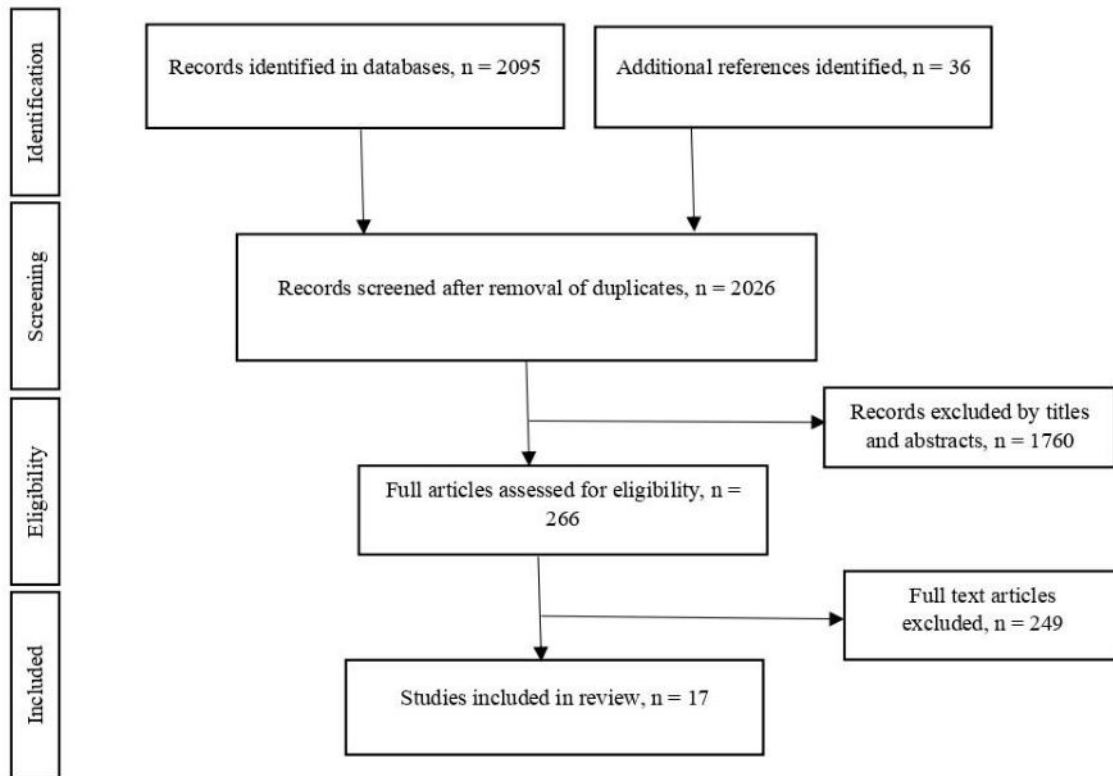 Identification
Records identified in databases, n = 2095
Additional references identified, n = 36
Screening
Records screened after removal of duplicates, n = 2026
Records excluded by titles
and abstracts, n = 1760
Eligibility
Full articles assessed for eligibility, n =
266
Full text articles
excluded, n = 249
Included
Studies included in review, n = 17